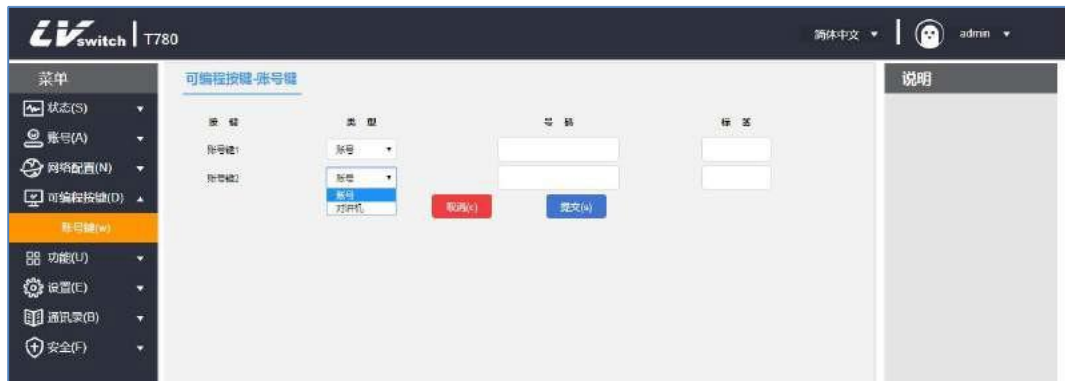 LVswitch T780
简体中文
admin
菜单
状态(S)
账号(A)
网络配置(N)
可编程按键(D)
账号键(w)
功能(U)
设置(E)
通讯录(B)
安全(F)
可编程按键-账号键
按 键 类 型 号 码 标 签
账号键1 账号
账号键2 账号
账号
对讲机
取消(c) 提交(s)
说明